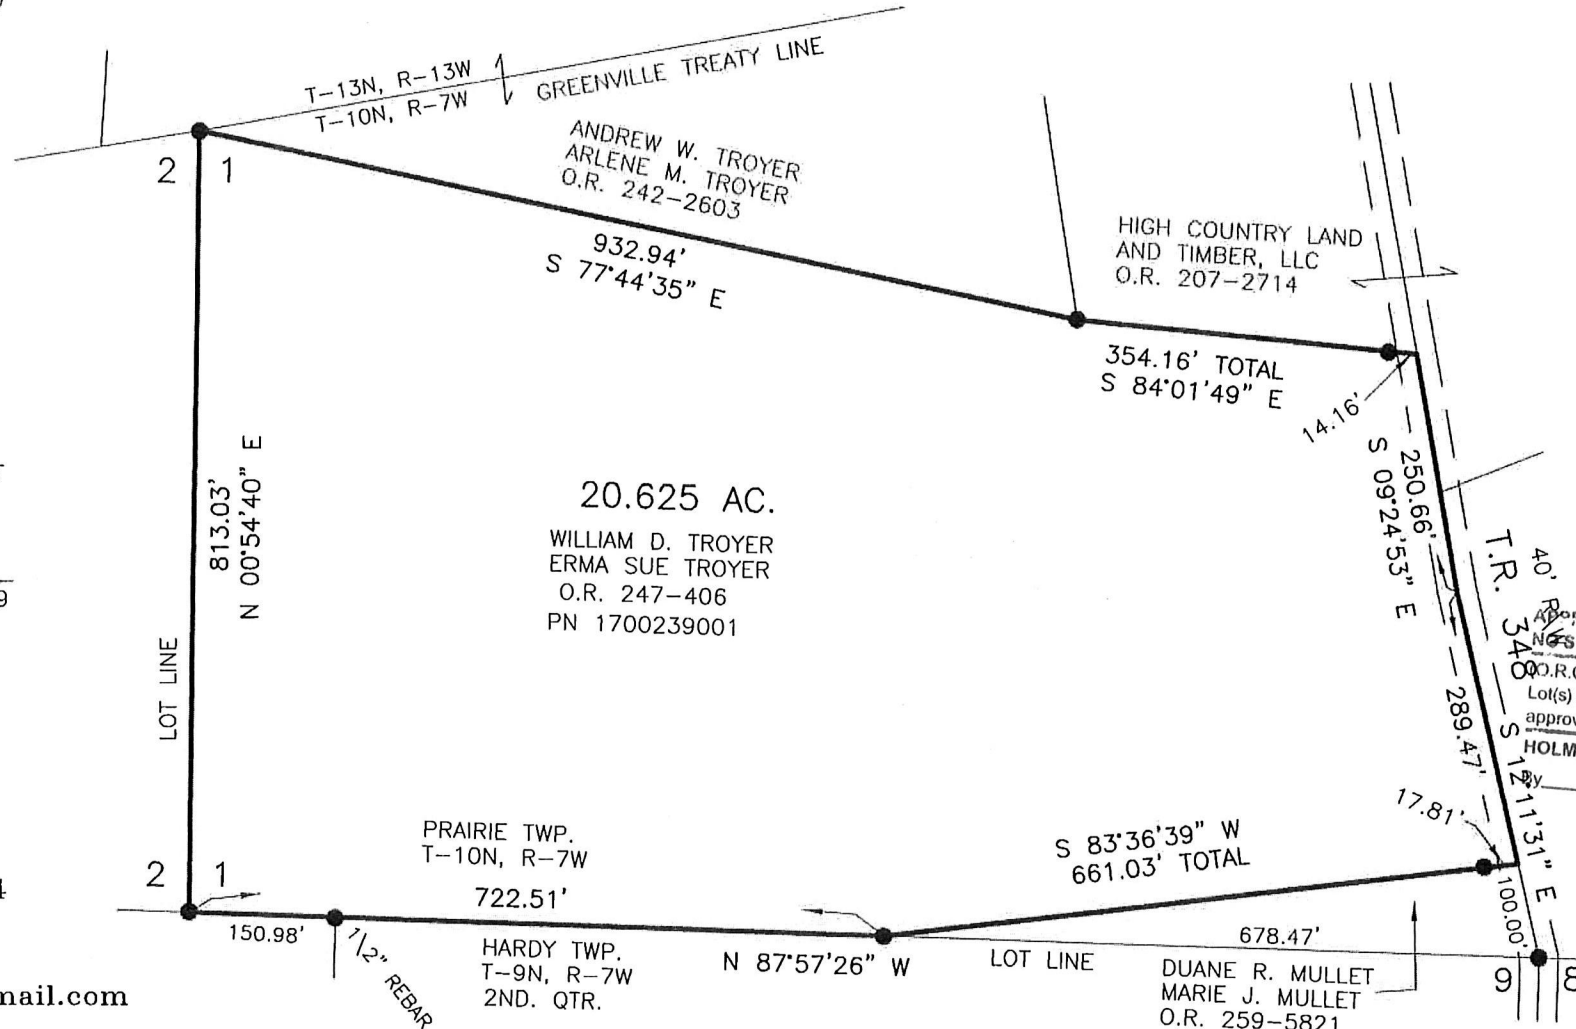 T-13N, R-13W
T-10N, R-7W
GREENVILLE TREATY LINE
2 1
ANDREW W. TROYER
ARLENE M. TROYER
O.R. 242-2603
932.94'
S 77°44'35" E
HIGH COUNTRY LAND
AND TIMBER, LLC
O.R. 207-2714
354.16' TOTAL
S 84°01'49" E
14.16'
250.66'
S 09°24'53" E
813.03'
N 00°54'40" E
LOT LINE
20.625 AC.
WILLIAM D. TROYER
ERMA SUE TROYER
O.R. 247-406
PN 1700239001
T.R. 348
40' R/W
289.47'
S 12°11'31" E
Lot(s)
approv
HOLM
By
17.81'
PRAIRIE TWP.
T-10N, R-7W
722.51'
S 83°36'39" W
661.03' TOTAL
2 1
150.98'
1/2" REBAR
HARDY TWP.
T-9N, R-7W
2ND. QTR.
N 87°57'26" W
LOT LINE
678.47'
100.00'
DUANE R. MULLET
MARIE J. MULLET
O.R. 259-5821
9 8
mail.com